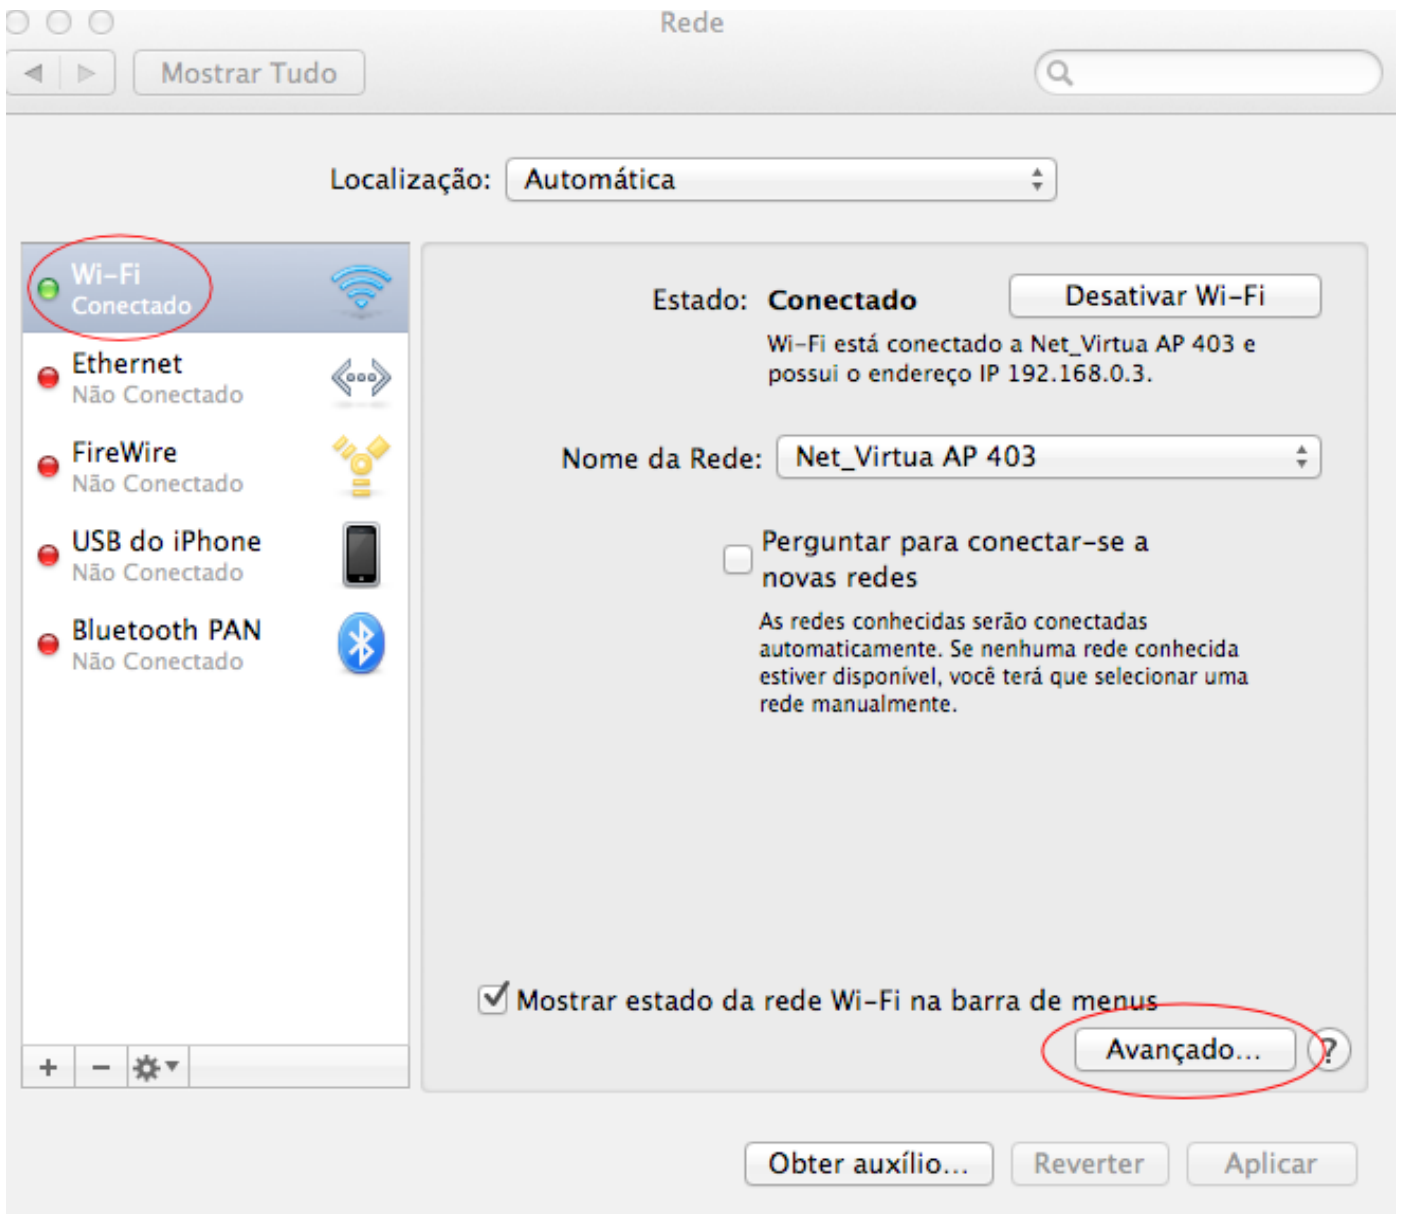 Rede
Mostrar Tudo
Localização: Automática
Wi-Fi
Conectado
Ethernet
Não Conectado
FireWire
Não Conectado
USB do iPhone
Não Conectado
Bluetooth PAN
Não Conectado
Estado: Conectado
Desativar Wi-Fi
Wi-Fi está conectado a Net_Virtua AP 403 e
possui o endereço IP 192.168.0.3.
Nome da Rede: Net_Virtua AP 403
Perguntar para conectar-se a
novas redes
As redes conhecidas serão conectadas
automaticamente. Se nenhuma rede conhecida
estiver disponível, você terá que selecionar uma
rede manualmente.
Mostrar estado da rede Wi-Fi na barra de menus
Avançado... ?
Obter auxílio... Reverter Aplicar